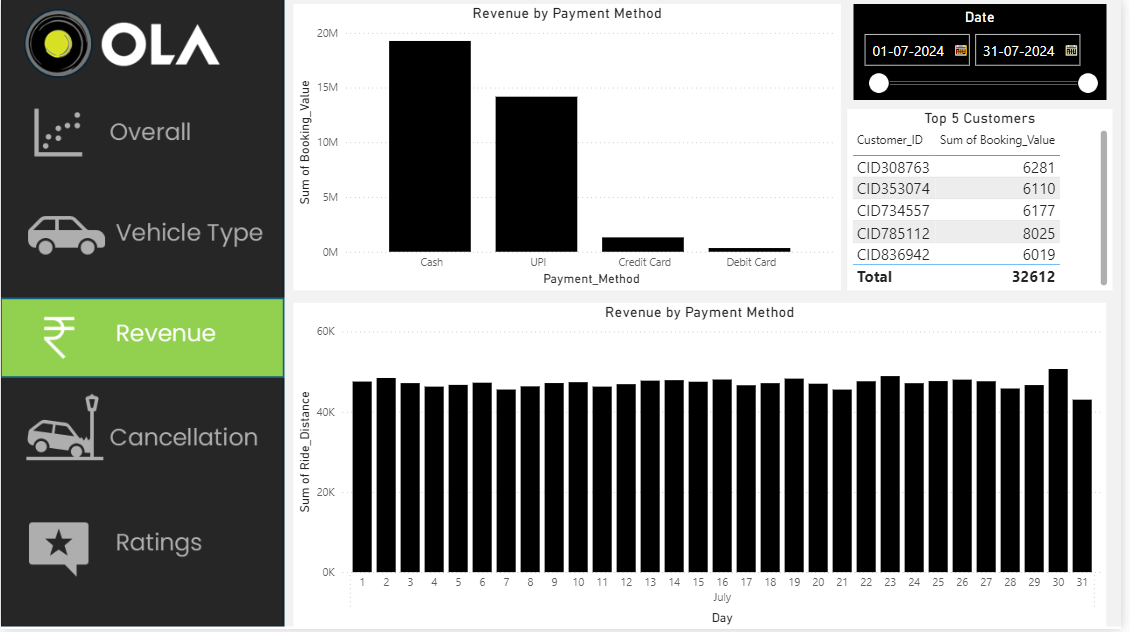 OLA
Overall
Vehicle Type
₹ Revenue
Cancellation
Ratings
Revenue by Payment Method
Sum of Booking_Value
20M
15M
10M
5M
0M
Cash UPI Credit Card Debit Card
Payment_Method
Date
01-07-2024 31-07-2024
Top 5 Customers
Customer_ID Sum of Booking_Value
CID308763 6281
CID353074 6110
CID734557 6177
CID785112 8025
CID836942 6019
Total 32612
Revenue by Payment Method
Sum of Ride_Distance
60K
40K
20K
0K
1 2 3 4 5 6 7 8 9 10 11 12 13 14 15 16 17 18 19 20 21 22 23 24 25 26 27 28 29 30 31
July
Day